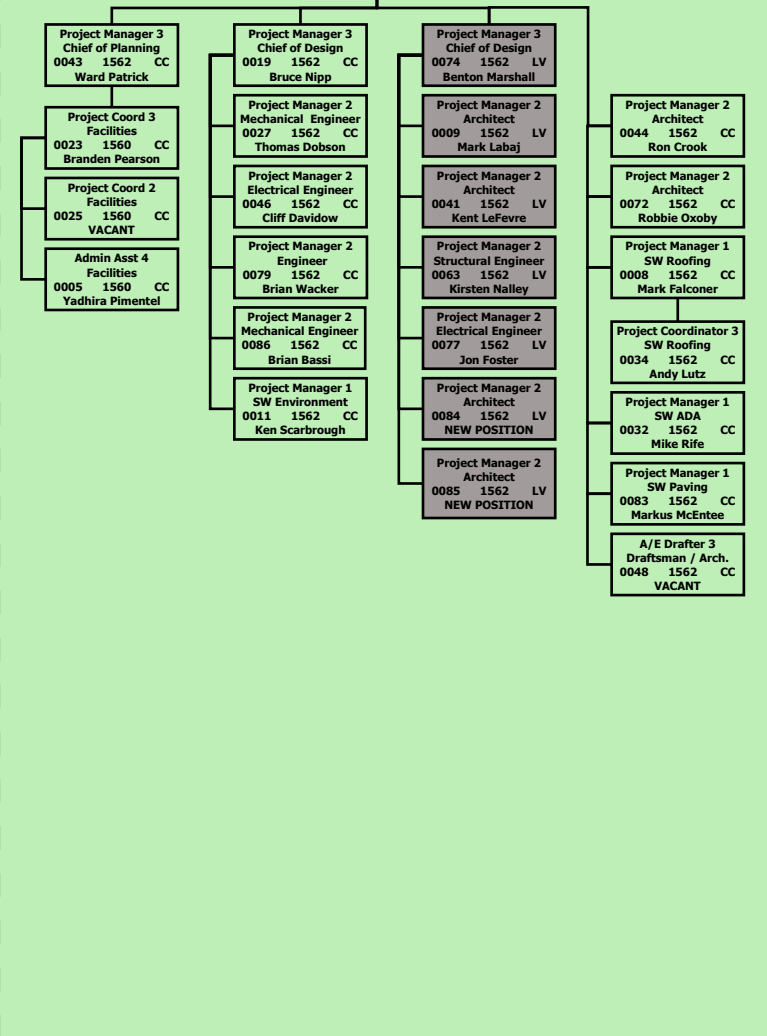 Project Manager 3
Chief of Planning
0043 1562 CC
Ward Patrick
Project Coord 3
Facilities
0023 1560 CC
Branden Pearson
Project Coord 2
Facilities
0025 1560 CC
VACANT
Admin Asst 4
Facilities
0005 1560 CC
Yadhira Pimentel
Project Manager 3
Chief of Design
0019 1562 CC
Bruce Nipp
Project Manager 2
Mechanical Engineer
0027 1562 CC
Thomas Dobson
Project Manager 2
Electrical Engineer
0046 1562 CC
Cliff Davidow
Project Manager 2
Engineer
0079 1562 CC
Brian Wacker
Project Manager 2
Mechanical Engineer
0086 1562 CC
Brian Bassi
Project Manager 1
SW Environment
0011 1562 CC
Ken Scarbrough
Project Manager 3
Chief of Design
0074 1562 LV
Benton Marshall
Project Manager 2
Architect
0009 1562 LV
Mark Labaj
Project Manager 2
Architect
0041 1562 LV
Kent LeFevre
Project Manager 2
Structural Engineer
0063 1562 LV
Kirsten Nalley
Project Manager 2
Electrical Engineer
0077 1562 LV
Jon Foster
Project Manager 2
Architect
0084 1562 LV
NEW POSITION
Project Manager 2
Architect
0085 1562 LV
NEW POSITION
Project Manager 2
Architect
0044 1562 CC
Ron Crook
Project Manager 2
Architect
0072 1562 CC
Robbie Oxoby
Project Manager 1
SW Roofing
0008 1562 CC
Mark Falconer
Project Coordinator 3
SW Roofing
0034 1562 CC
Andy Lutz
Project Manager 1
SW ADA
0032 1562 CC
Mike Rife
Project Manager 1
SW Paving
0083 1562 CC
Markus McEntee
A/E Drafter 3
Draftsman / Arch.
0048 1562 CC
VACANT